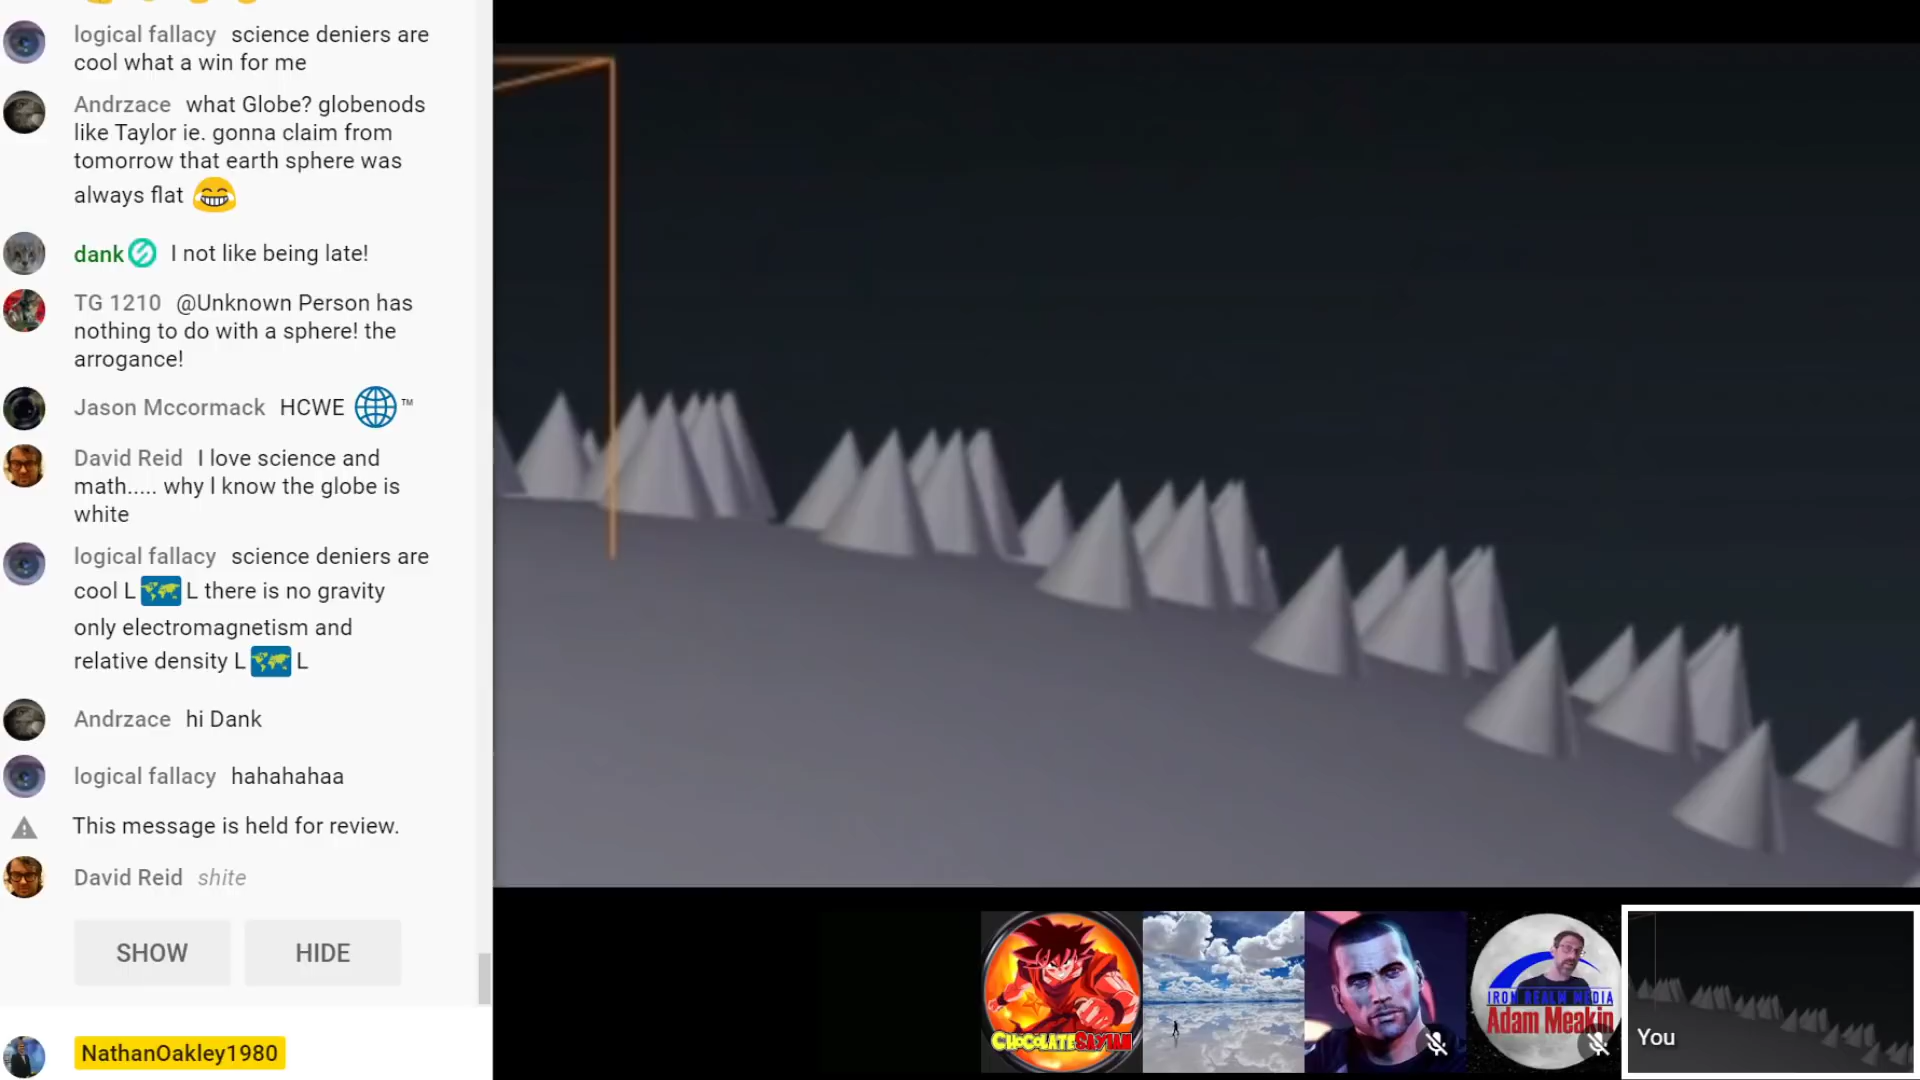 logical fallacy science deniers are
cool what a win for me
Andrzace what Globe? globenods
like Taylor ie. gonna claim from
tomorrow that earth sphere was
always flat 😂
dank I not like being late!
TG 1210 @Unknown Person has
nothing to do with a sphere! the
arrogance!
Jason Mccormack HCWE 🌐™
David Reid I love science and
math..... why I know the globe is
white
logical fallacy science deniers are
cool L 🗺 L there is no gravity
only electromagnetism and
relative density L 🗺 L
Andrzace hi Dank
logical fallacy hahahahaa
This message is held for review.
David Reid shite
SHOW HIDE
NathanOakley1980
CHOCOLATE SAYIAN
IRON REALM MEDIA
Adam Meakin
You